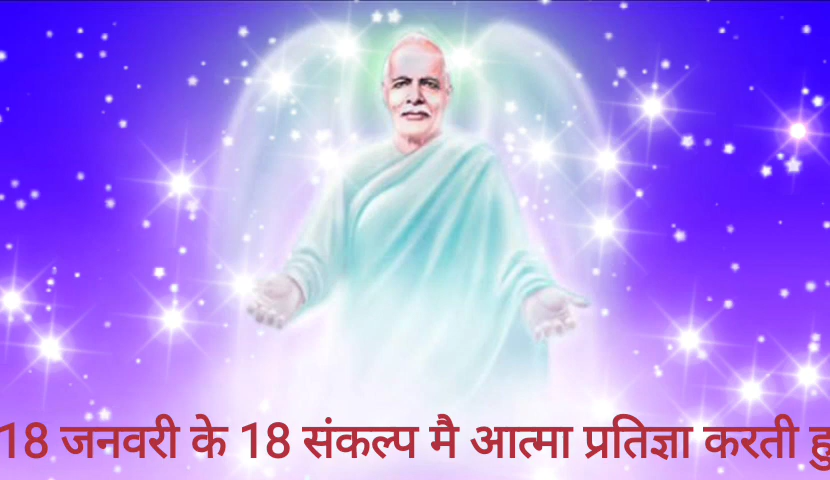 18 जनवरी के 18 संकल्प मै आत्मा प्रतिज्ञा करती हु